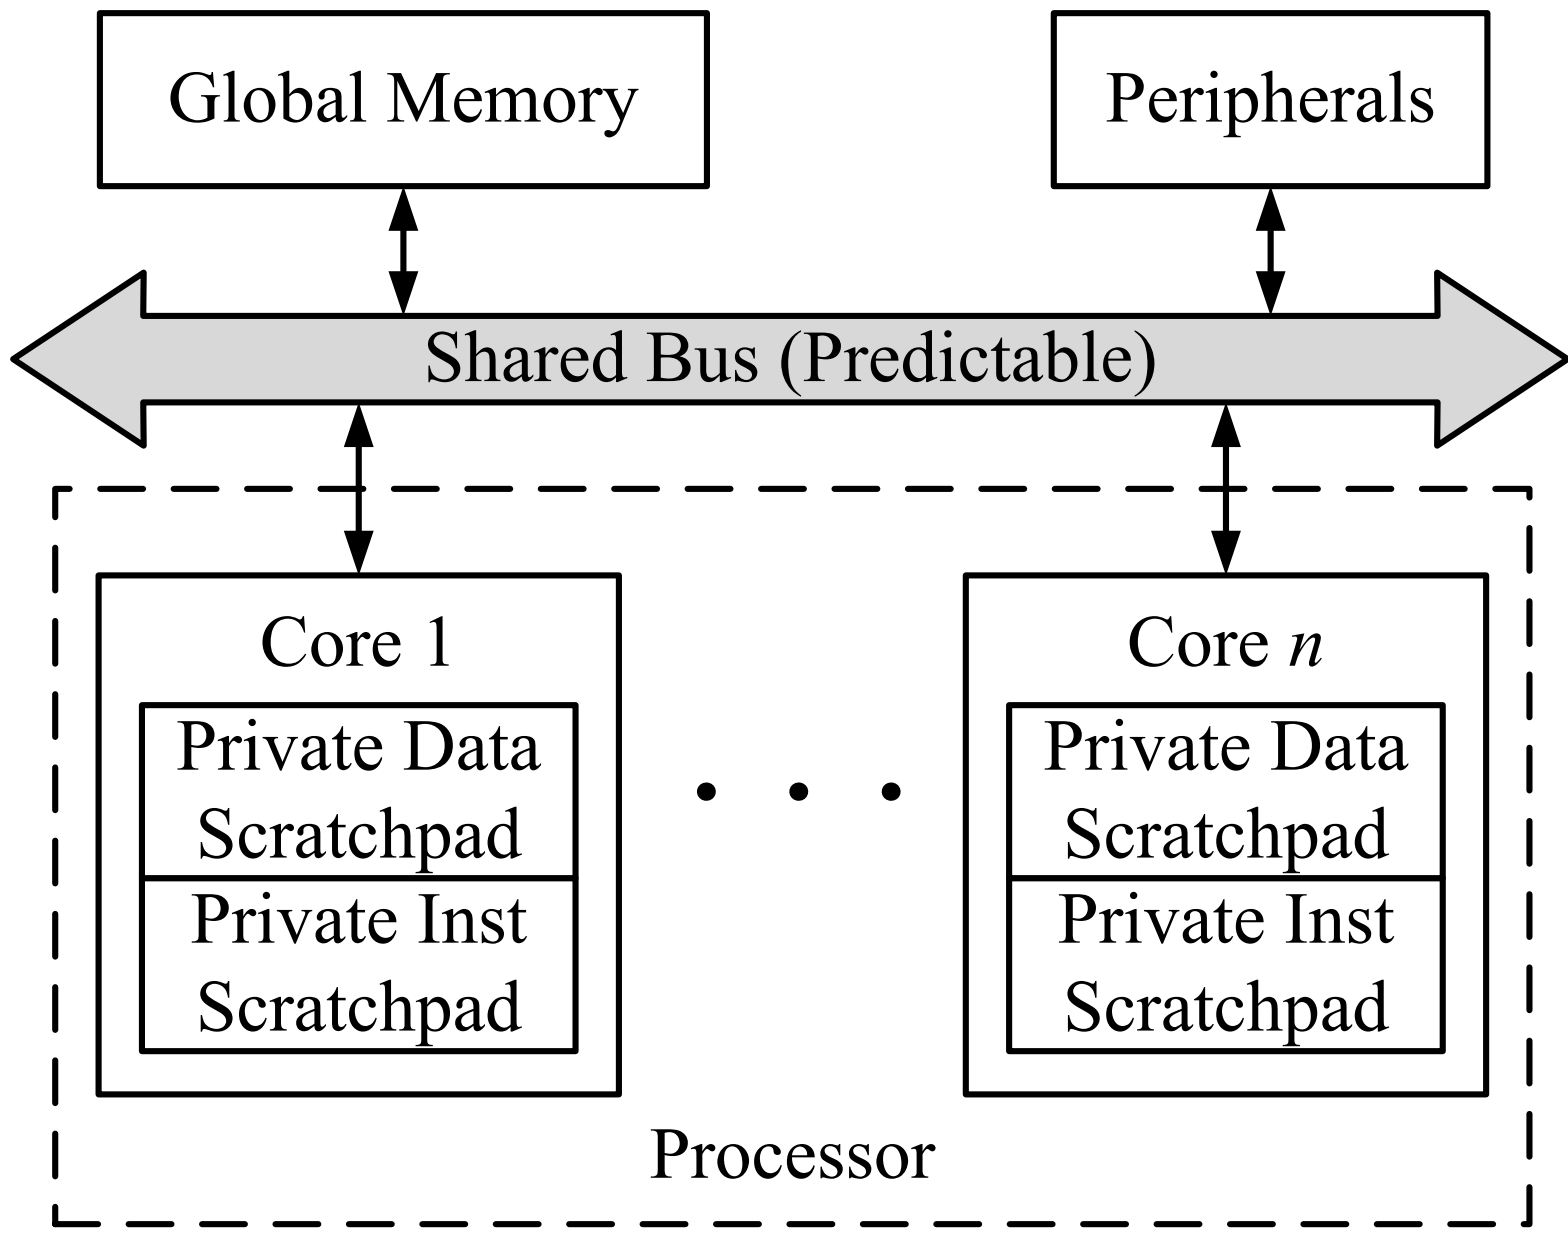 Global Memory
Peripherals
Shared Bus (Predictable)
Core 1
Private Data
Scratchpad
Private Inst
Scratchpad
. . .
Core n
Private Data
Scratchpad
Private Inst
Scratchpad
Processor